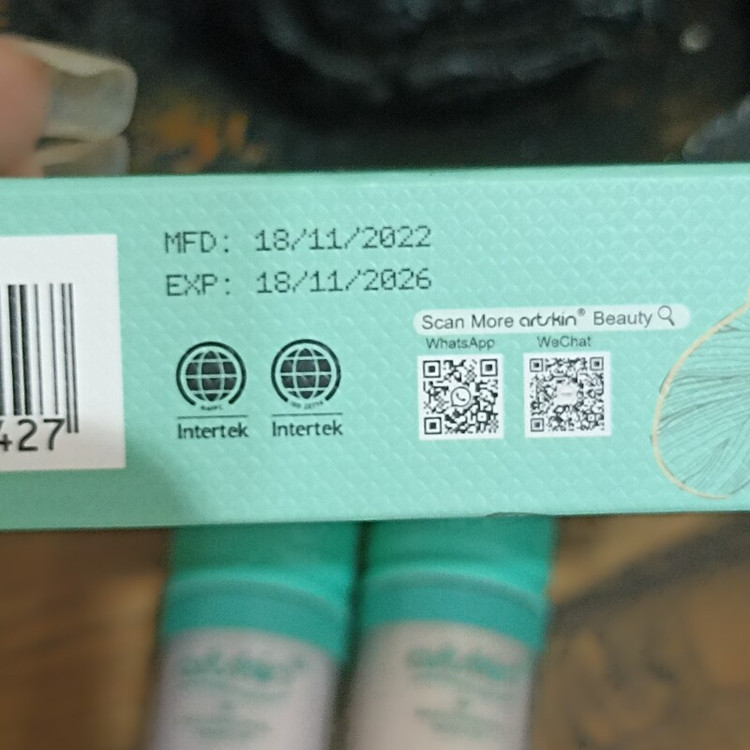 MFD: 18/11/2022
EXP: 18/11/2026
Scan More artskin® Beauty
WhatsApp WeChat
Intertek Intertek
427